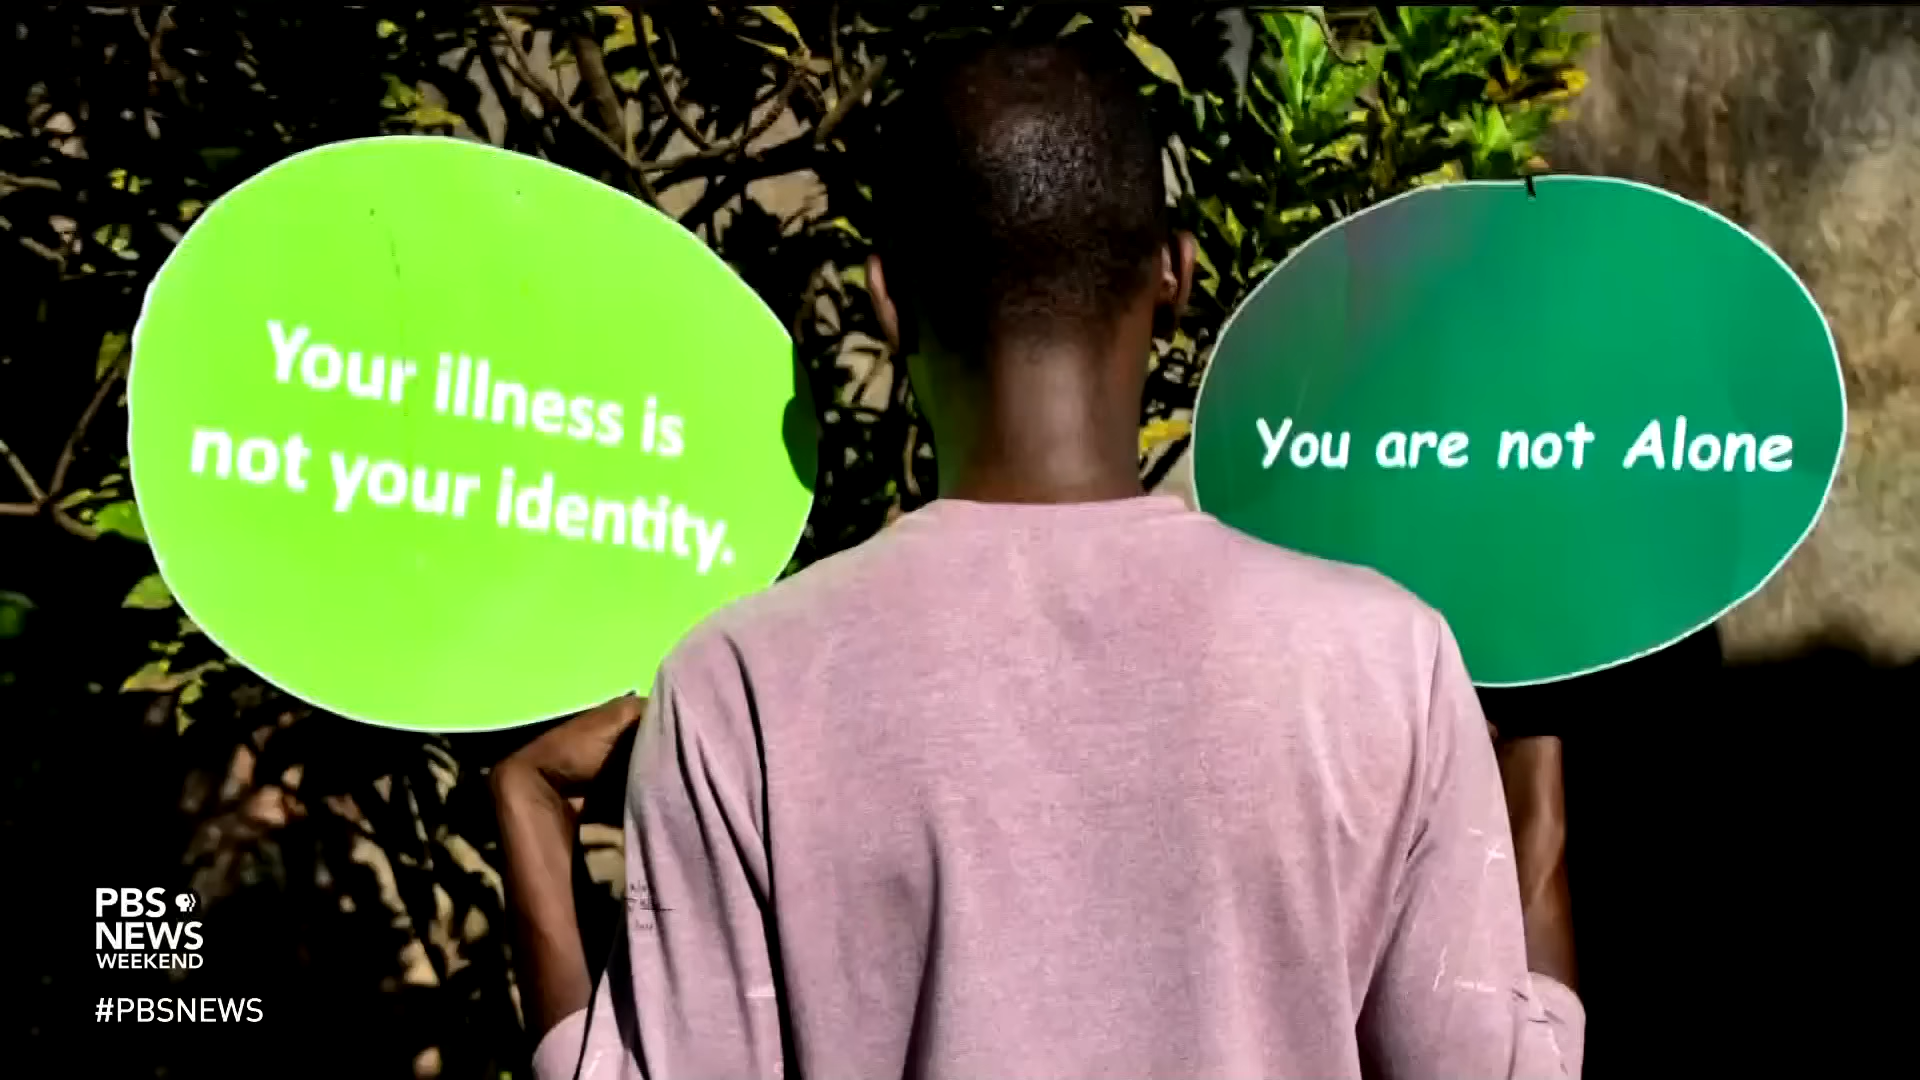 Your illness is
not your identity.
You are not Alone
PBS
NEWS
WEEKEND
#PBSNEWS